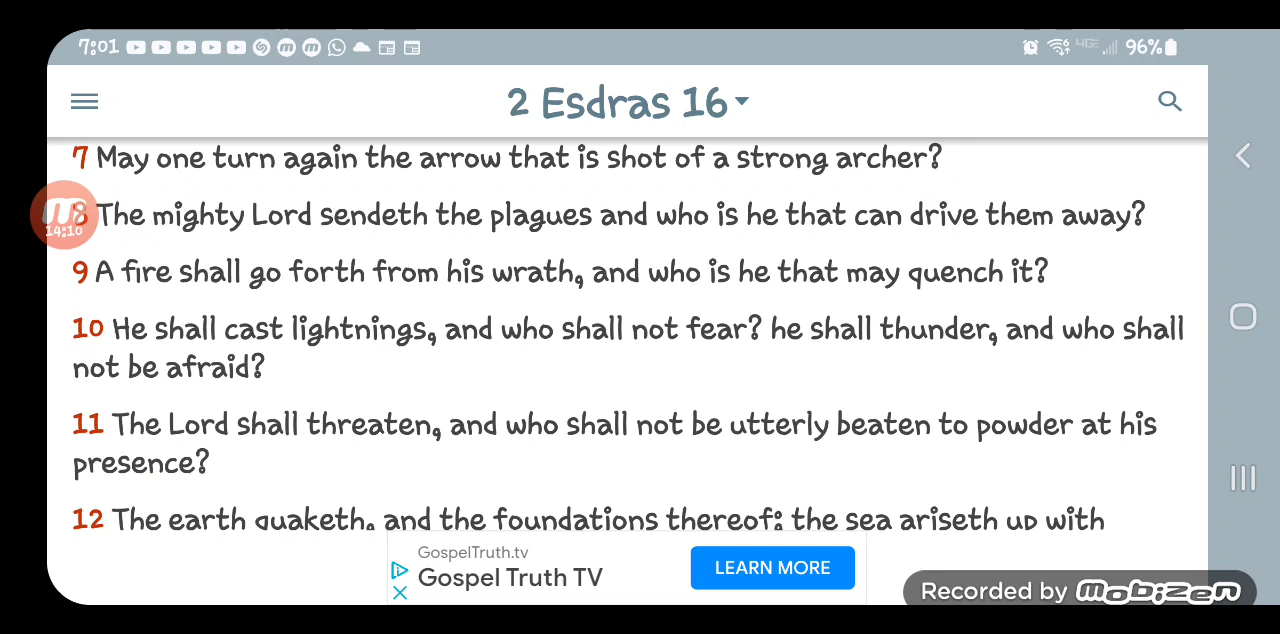 7:01 96%
2 Esdras 16
7 May one turn again the arrow that is shot of a strong archer?
8 The mighty Lord sendeth the plagues and who is he that can drive them away?
14:10
9 A fire shall go forth from his wrath, and who is he that may quench it?
10 He shall cast lightnings, and who shall not fear? he shall thunder, and who shall
not be afraid?
11 The Lord shall threaten, and who shall not be utterly beaten to powder at his
presence?
12 The earth quaketh, and the foundations thereof; the sea ariseth up with
GospelTruth.tv
Gospel Truth TV
LEARN MORE
Recorded by mobizen